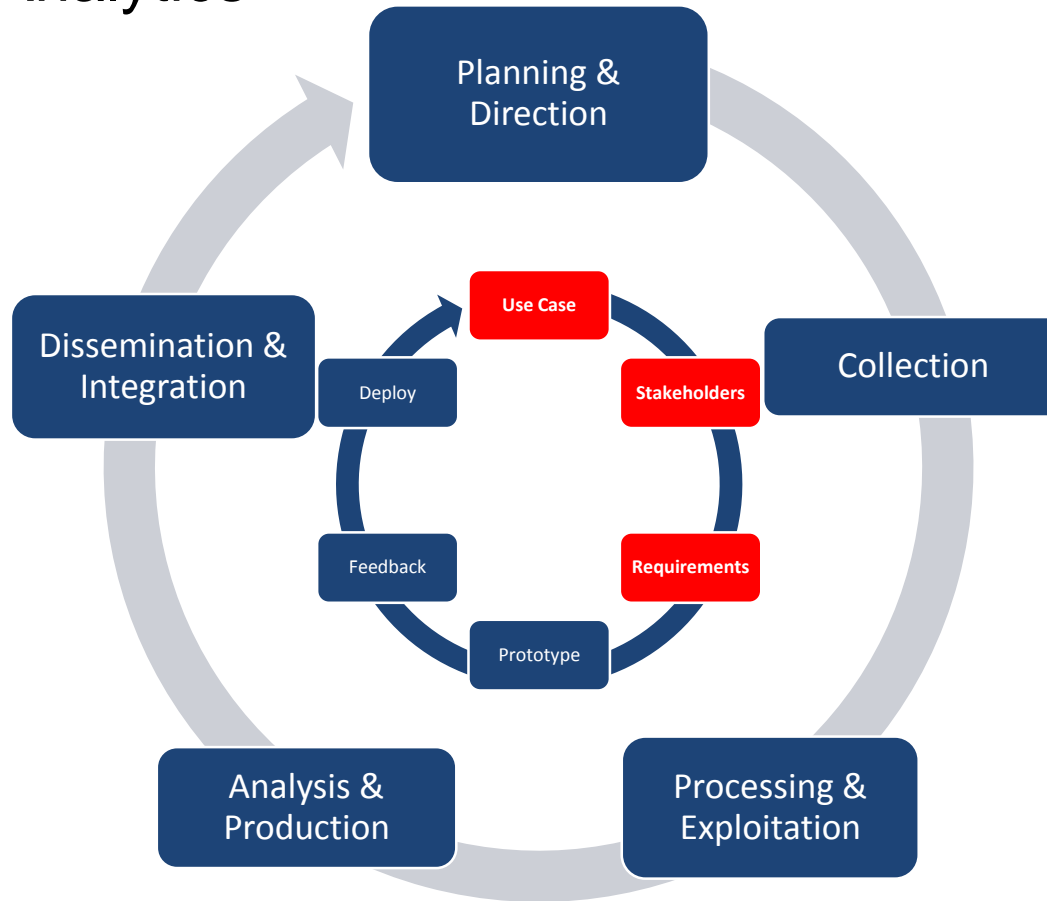 Planning &
Direction
Use Case
Dissemination &
Integration
Collection
Deploy
Stakeholders
Feedback
Requirements
Prototype
Analysis &
Production
Processing &
Exploitation